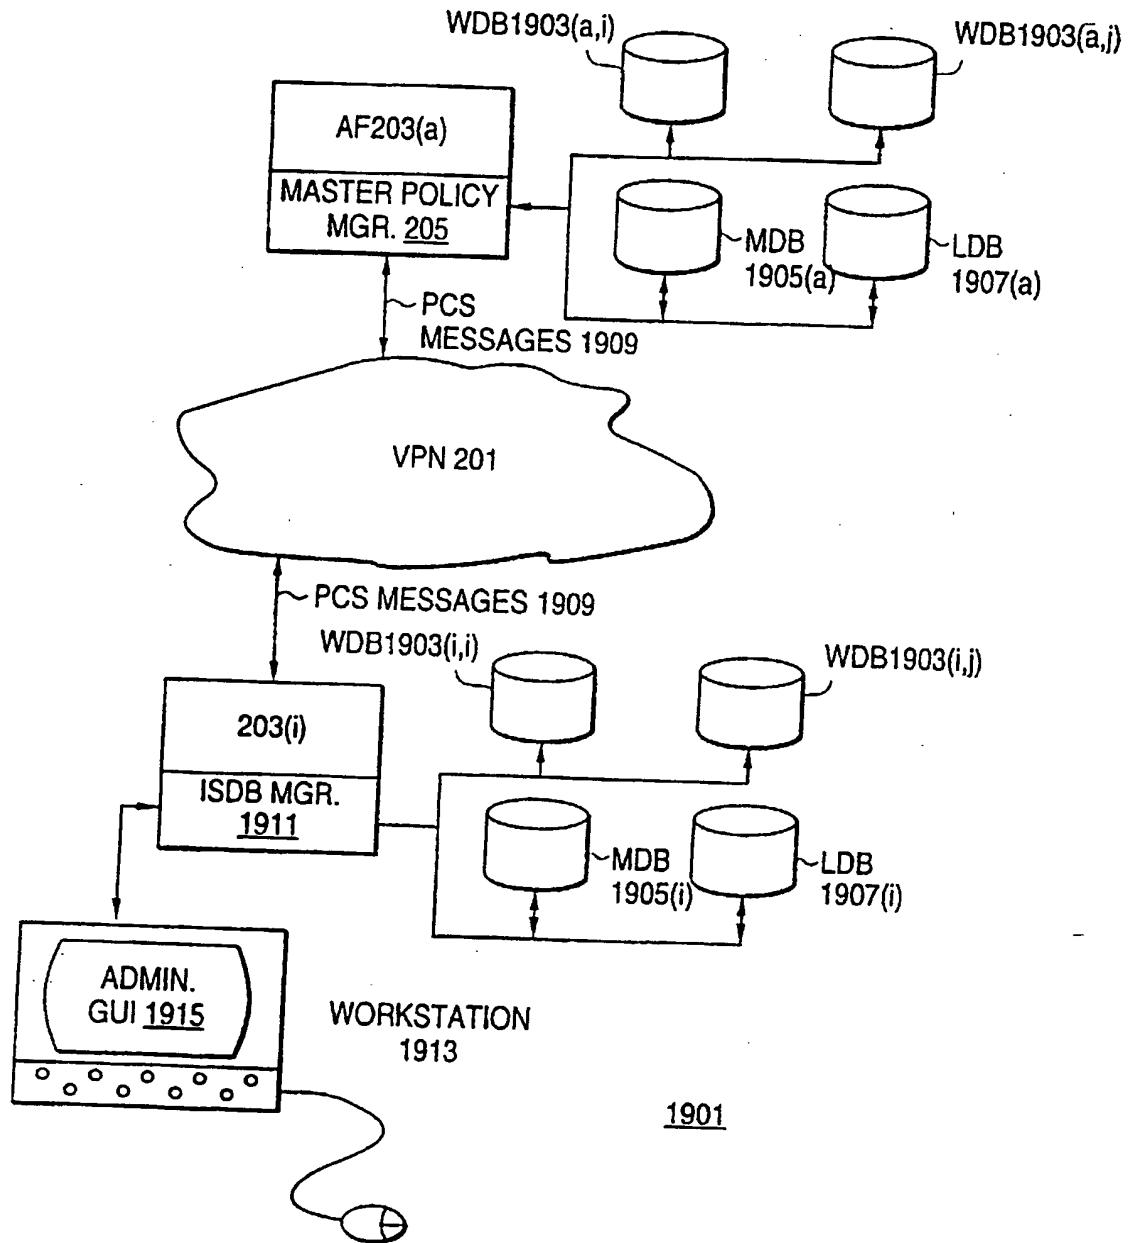 WDB1903(a,i)
WDB1903(a,j)
AF203(a)
MASTER POLICY
MGR. 205
MDB
1905(a)
LDB
1907(a)
PCS
MESSAGES 1909
VPN 201
PCS MESSAGES 1909
WDB1903(i,i)
WDB1903(i,j)
203(i)
ISDB MGR.
1911
MDB
1905(i)
LDB
1907(i)
ADMIN.
GUI 1915
WORKSTATION
1913
1901